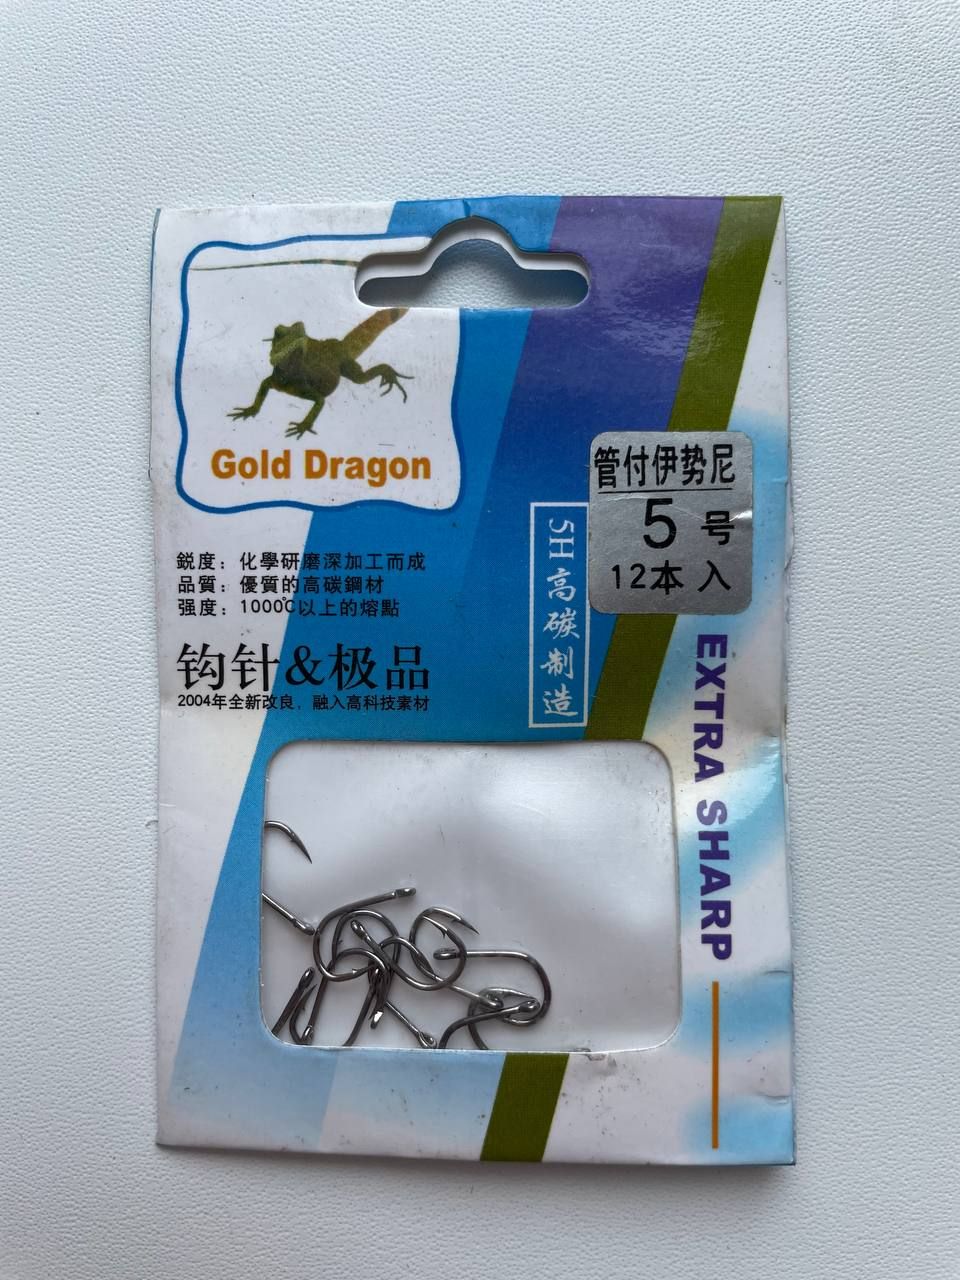 Gold Dragon
管付伊势尼
5 号
12本 入
鋭度：化學研磨深加工而成
品質：優質的高碳鋼材
强度：1000℃以上的熔點
钩针&极品
2004年全新改良，融入高科技素材
5H高碳制造
EXTRA SHARP